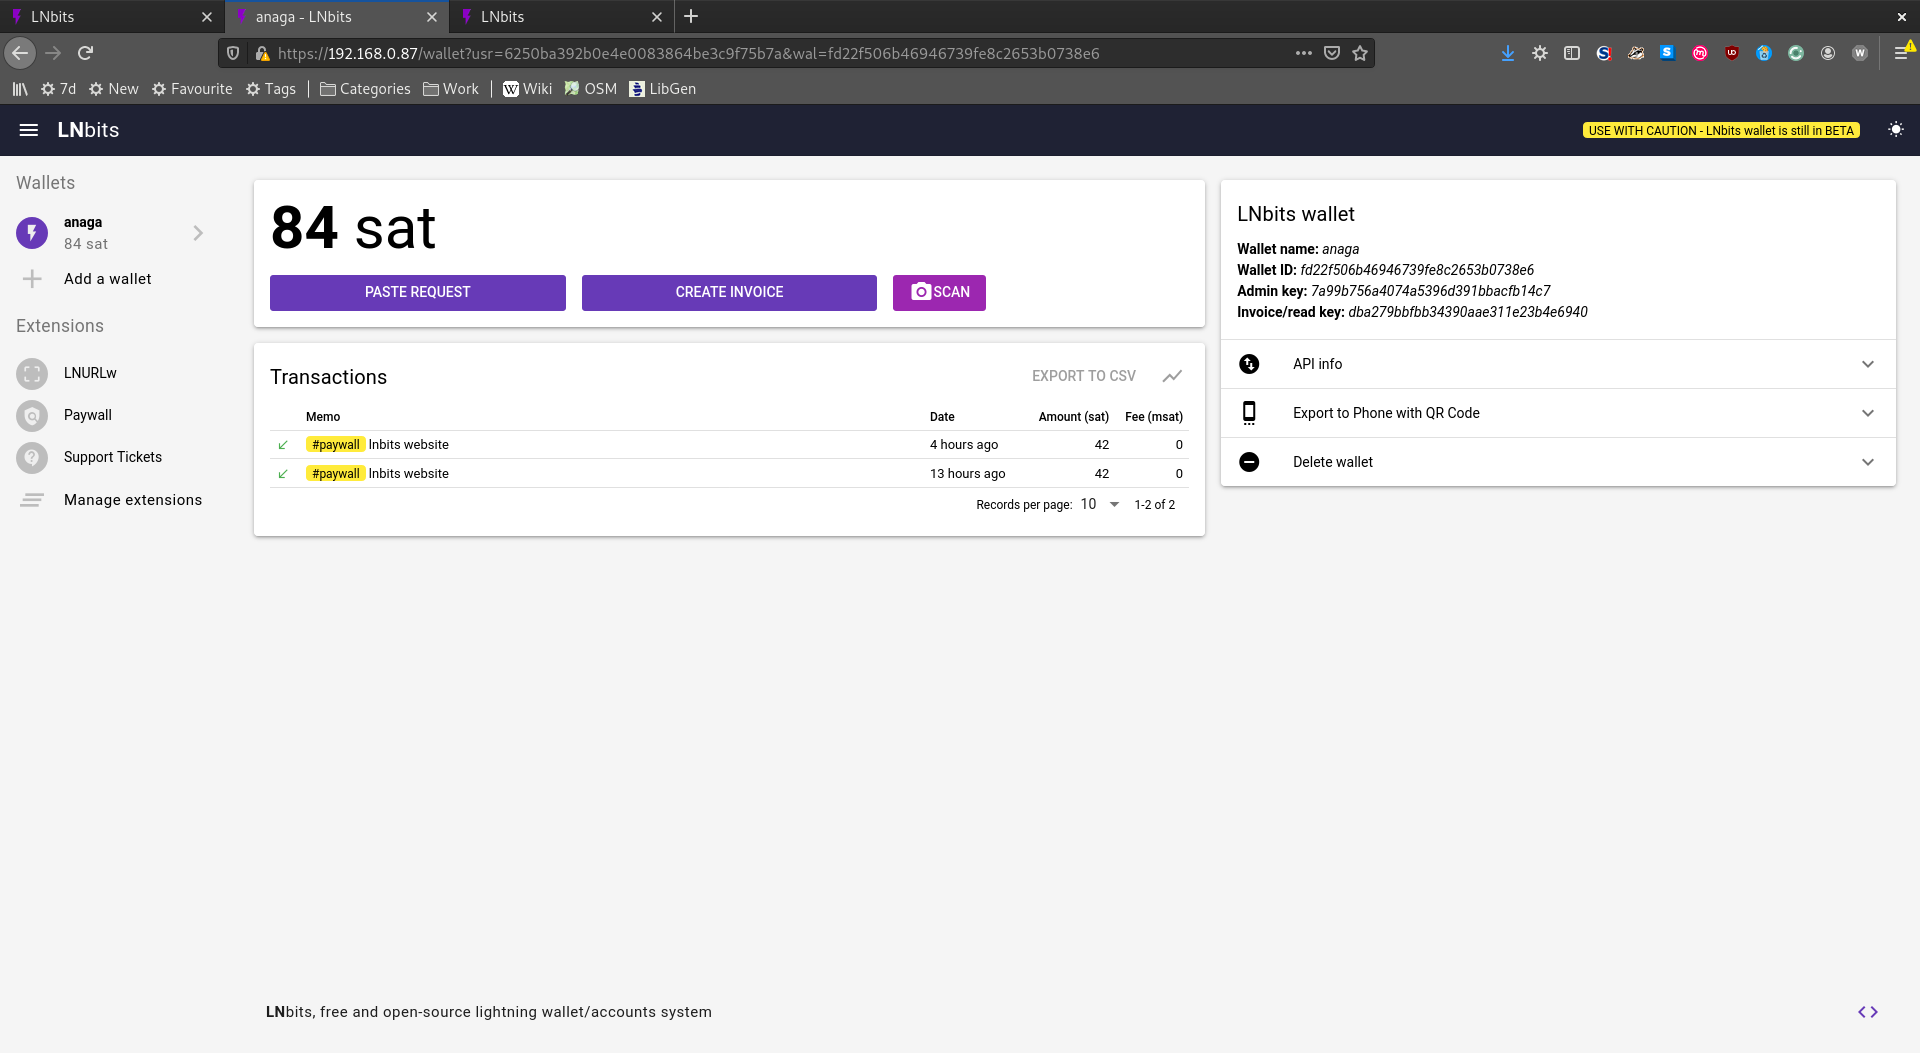 LNbits
anaga - LNbits
LNbits
https://192.168.0.87/wallet?usr=6250ba392b0e4e0083864be3c9f75b7a&wal=fd22f506b46946739fe8c2653b0738e6
7d New Favourite Tags Categories Work Wiki OSM LibGen
LNbits
USE WITH CAUTION - LNbits wallet is still in BETA
Wallets
anaga
84 sat
Add a wallet
Extensions
LNURLw
Paywall
Support Tickets
Manage extensions
84 sat
PASTE REQUEST
CREATE INVOICE
SCAN
Transactions
EXPORT TO CSV
Memo Date Amount (sat) Fee (msat)
#paywall lnbits website 4 hours ago 42 0
#paywall lnbits website 13 hours ago 42 0
Records per page: 10 1-2 of 2
LNbits wallet
Wallet name: anaga
Wallet ID: fd22f506b46946739fe8c2653b0738e6
Admin key: 7a99b756a4074a5396d391bbacfb14c7
Invoice/read key: dba279bbfbb34390aae311e23b4e6940
API info
Export to Phone with QR Code
Delete wallet
LNbits, free and open-source lightning wallet/accounts system